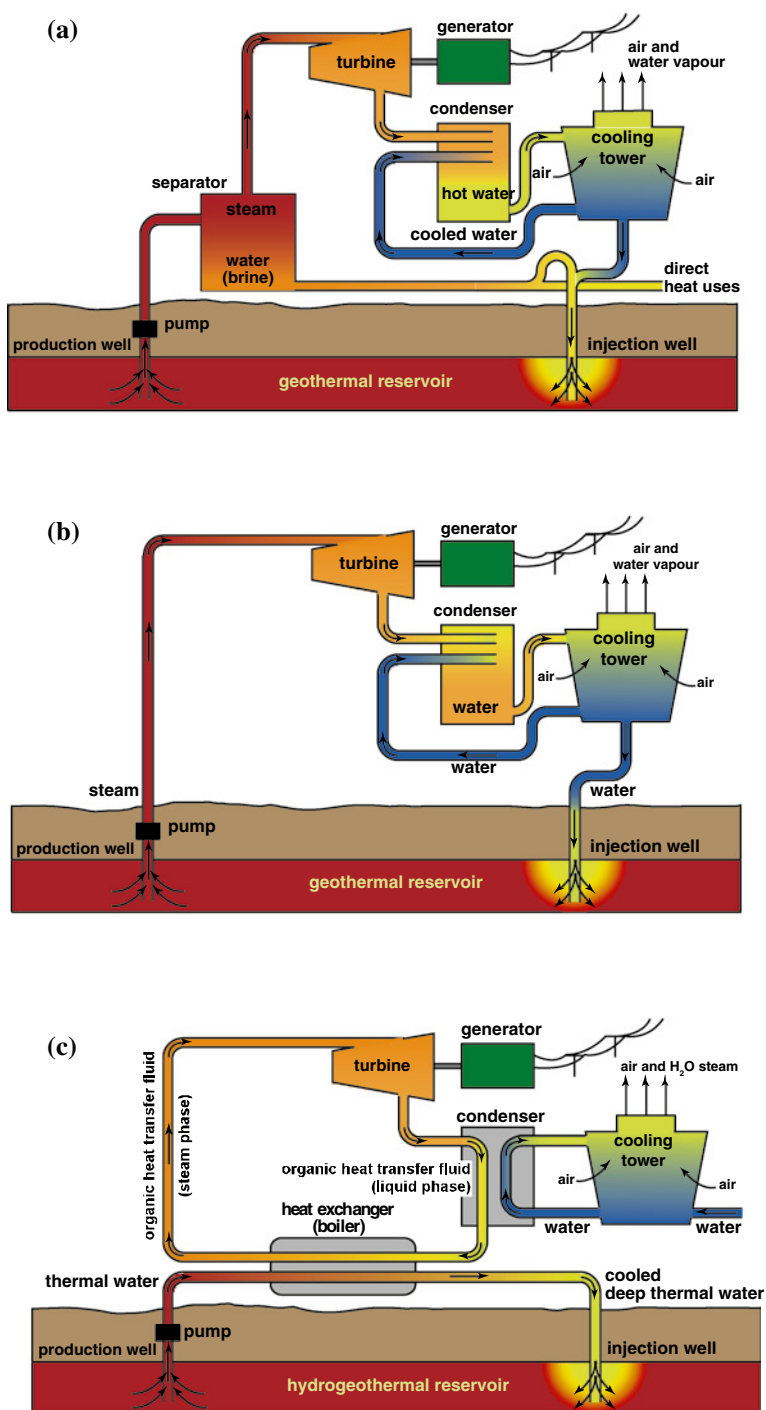 (a)
generator
turbine
air and
water vapour
condenser
cooling
tower
separator
air
air
hot water
steam
cooled water
water
(brine)
direct
heat uses
pump
production well
injection well
geothermal reservoir
(b)
generator
turbine
air and
water vapour
condenser
cooling
tower
air
air
water
water
steam
water
pump
production well
injection well
geothermal reservoir
(c)
generator
turbine
air and H₂O steam
condenser
organic heat transfer fluid
(steam phase)
cooling
tower
organic heat transfer fluid
(liquid phase)
air
air
heat exchanger
(boiler)
water
water
thermal water
cooled
deep thermal water
pump
production well
injection well
hydrogeothermal reservoir